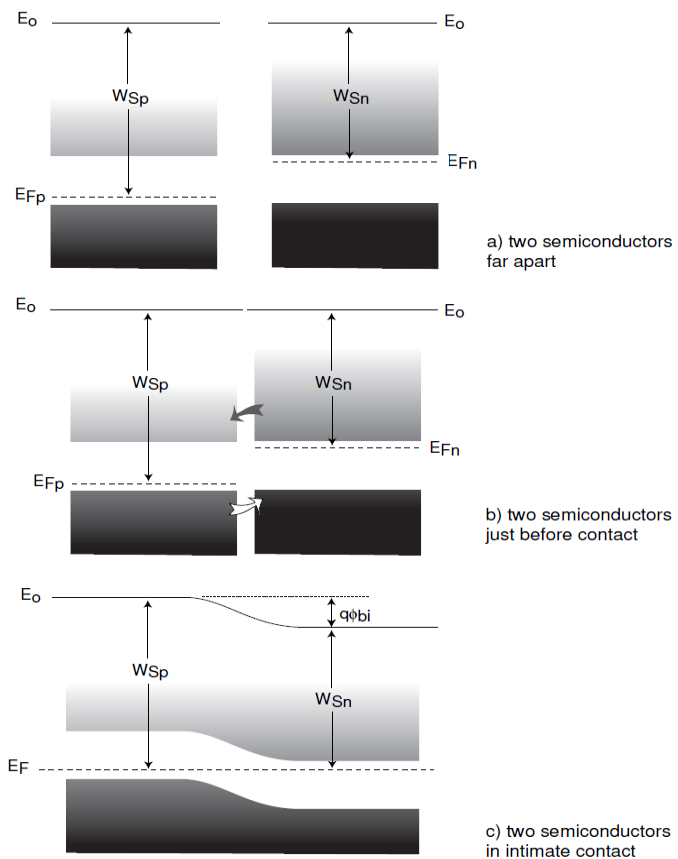 Eo
Eo
WSp
WSn
EFn
EFp
a) two semiconductors
far apart
Eo
Eo
WSp
WSn
EFn
EFp
b) two semiconductors
just before contact
Eo
qϕbi
WSp
WSn
EF
c) two semiconductors
in intimate contact